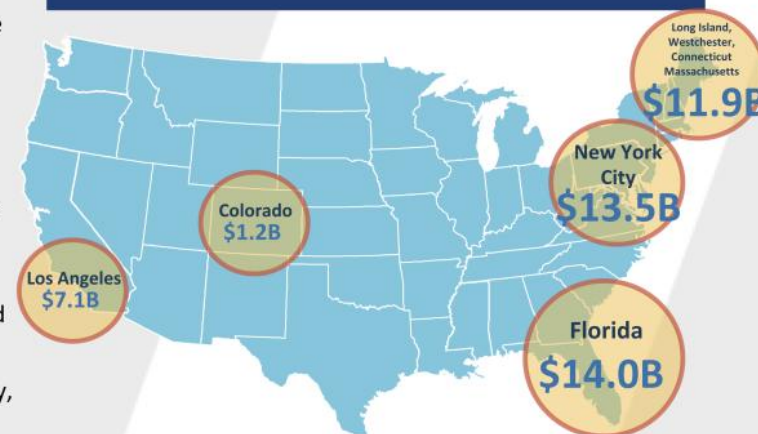 Long Island,
Westchester,
Connecticut
Massachusetts
$11.9B
New York
City
$13.5B
Colorado
$1.2B
Los Angeles
$7.1B
Florida
$14.0B